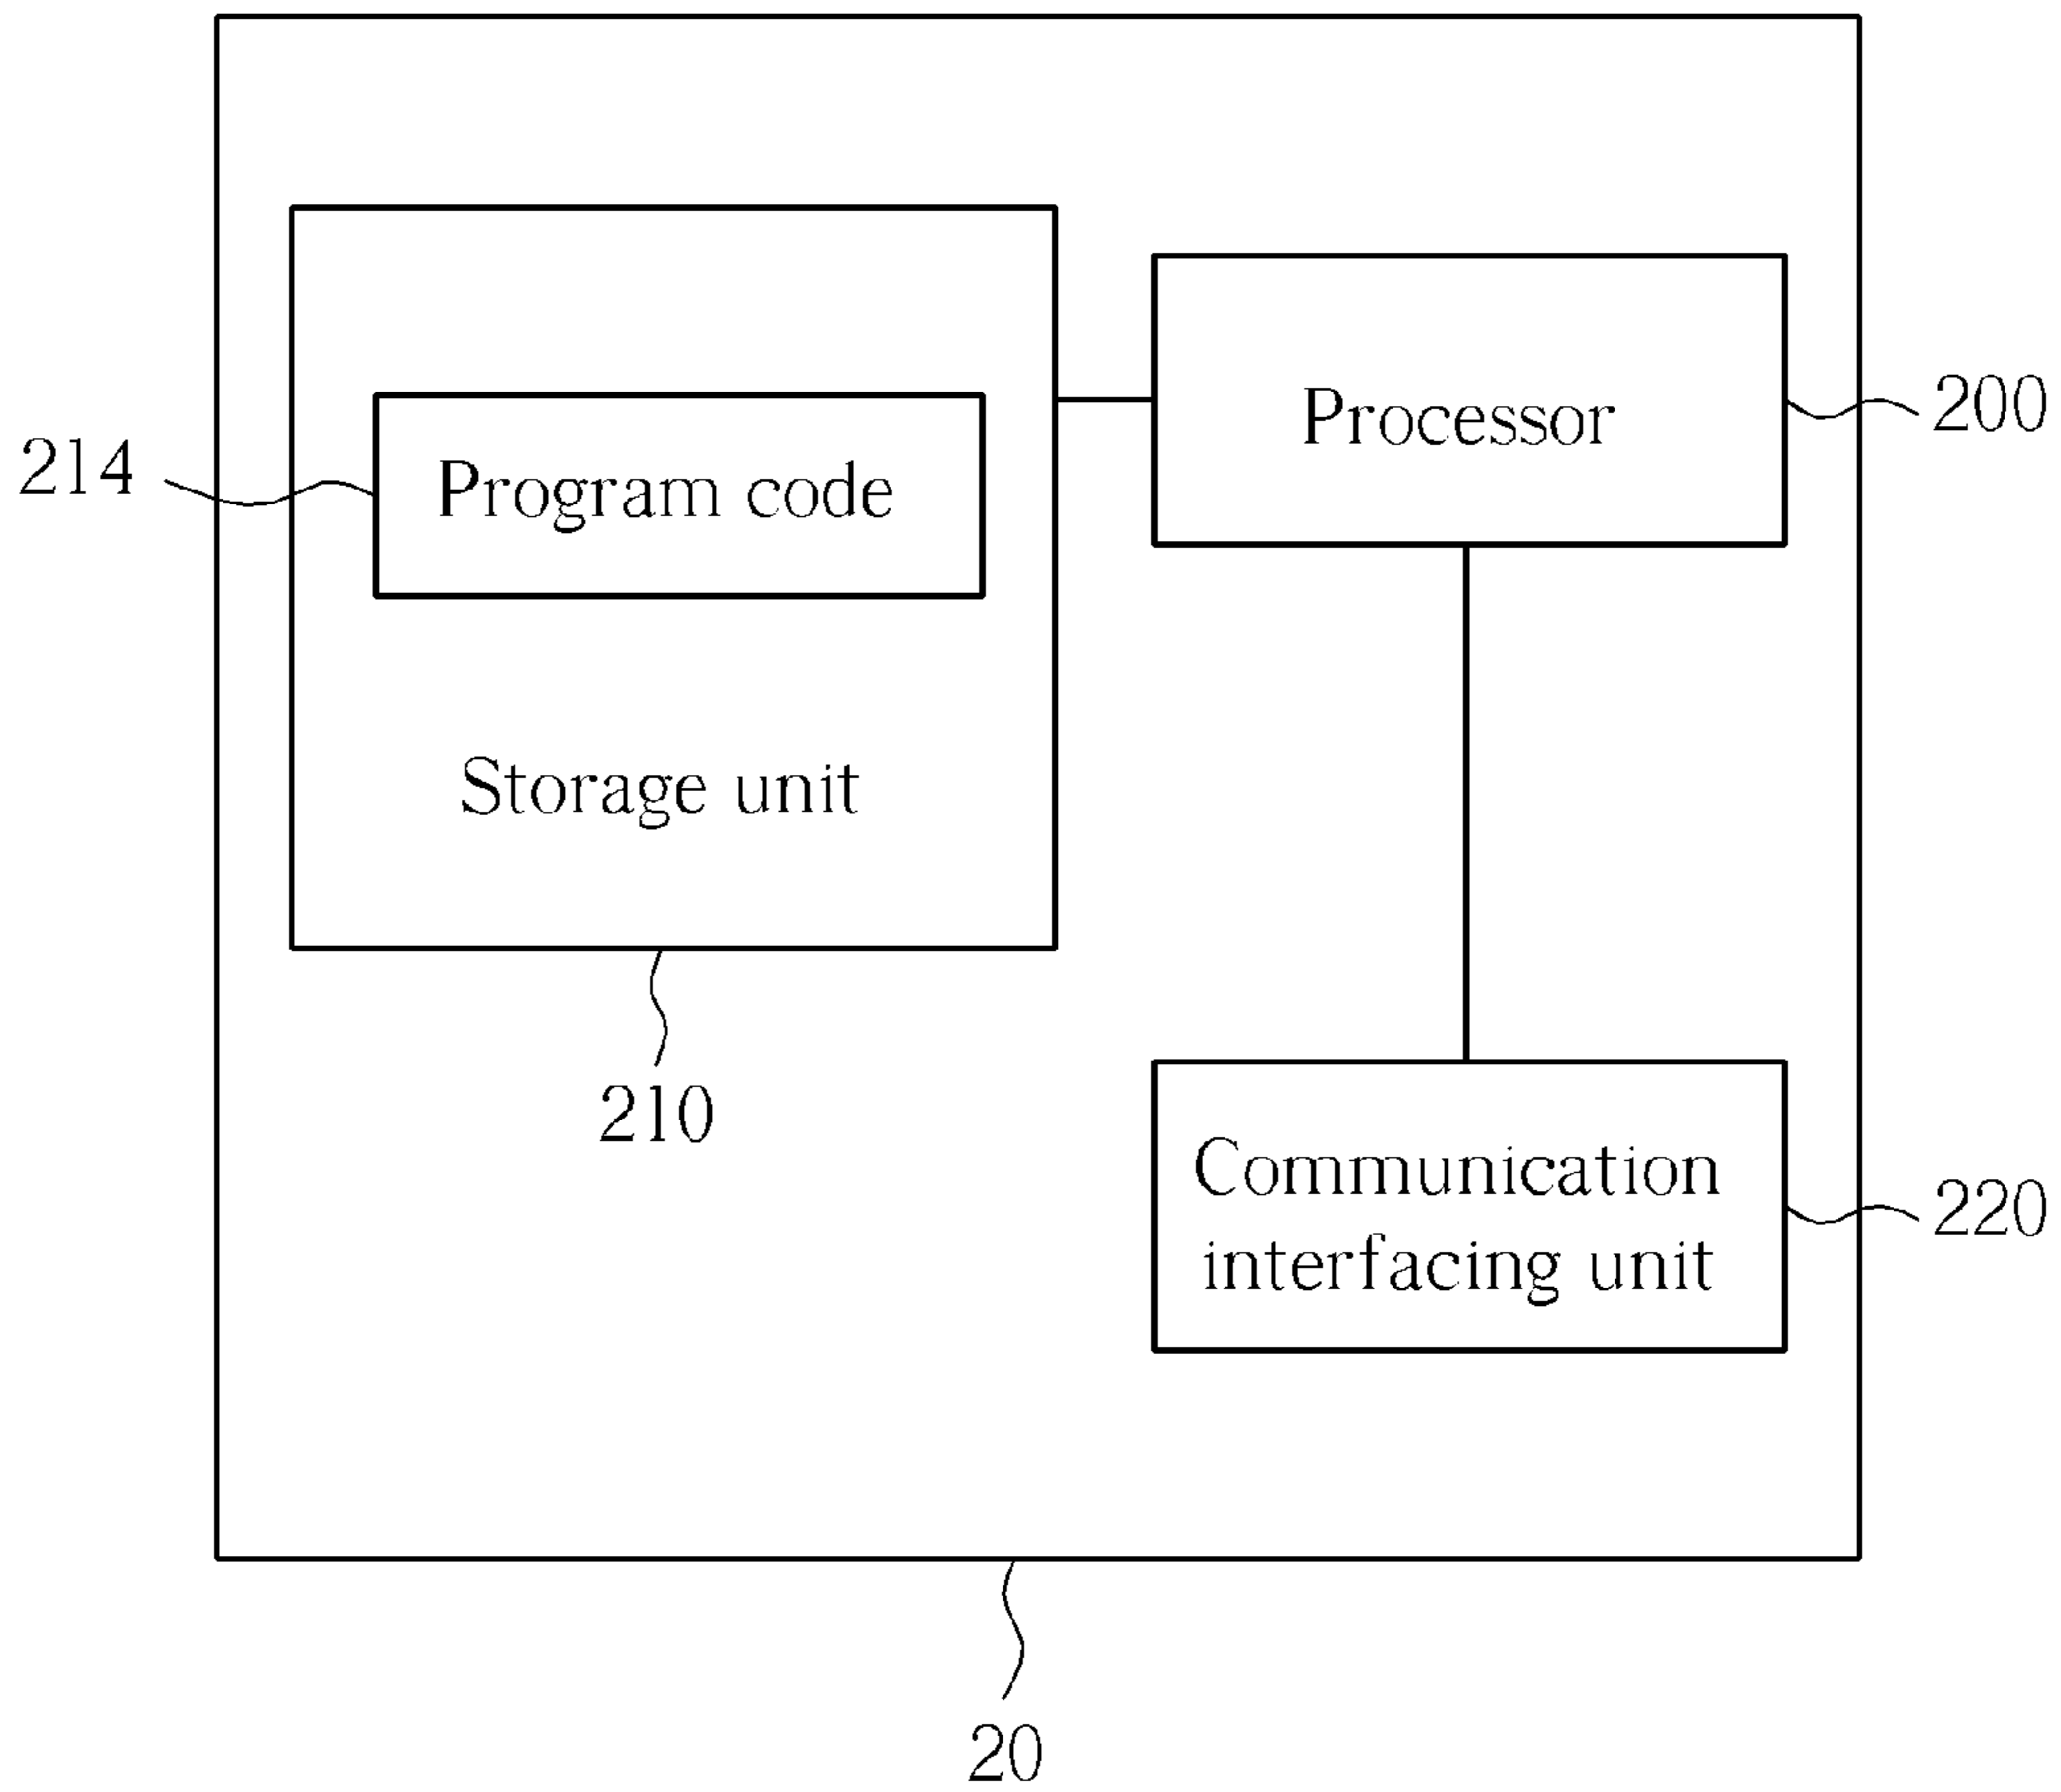 Processor
200
214
Program code
Storage unit
210
Communication
interfacing unit
220
20